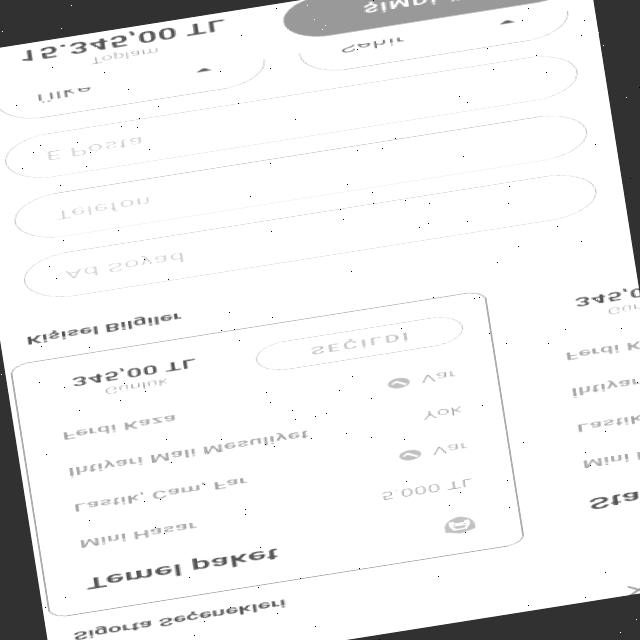 Sigorta Seçenekleri
Temel paket
Mini Hasar 5.000 TL
Lastik, Cam, Far Var
İhtiyari Mali Mesuliyet Yok
Ferdi Kaza Var
Günlük
345,00 TL SEÇİLDİ
Sta
Mini
Lastik
İhtiyar
Ferdi K
Gün
345,0
Kişisel Bilgiler
Ad Soyad
Telefon
E Posta
Ülke Şehir
Toplam
15.345,00 TL ŞİMDİ